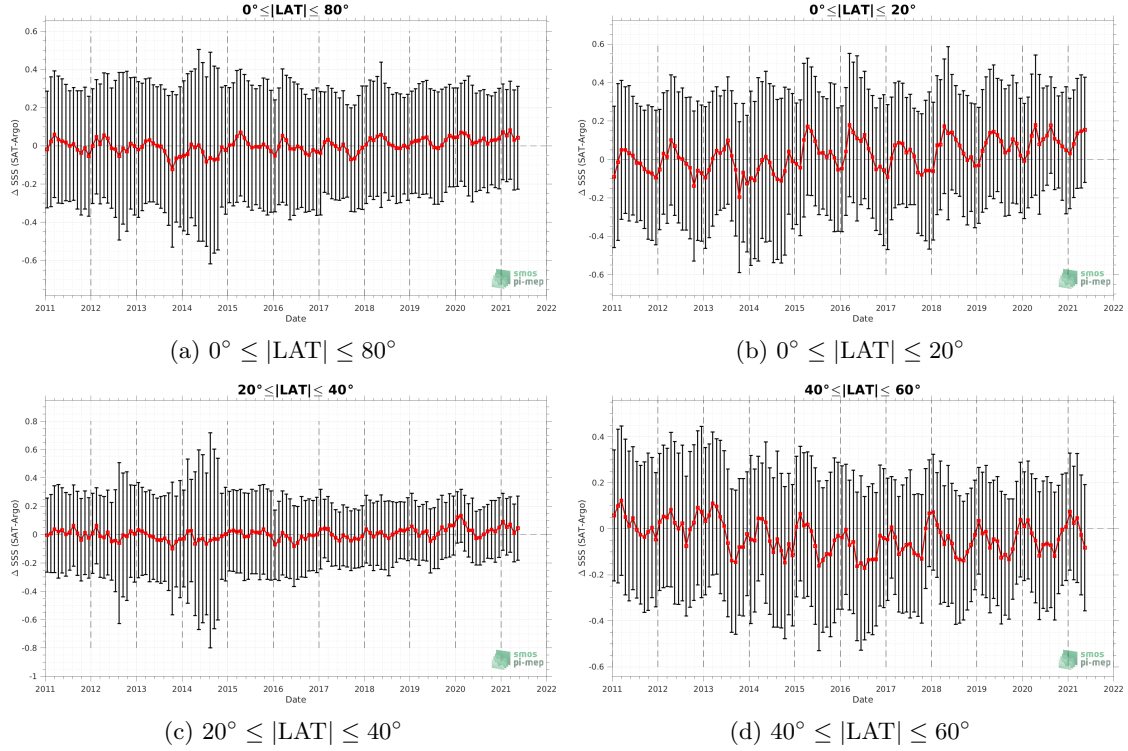 0°≤|LAT|≤ 80°
0.6
0.4
0.2
0
-0.2
-0.4
-0.6
Δ SSS (SAT-Argo)
smos
pi-mep
2011 2012 2013 2014 2015 2016 2017 2018 2019 2020 2021 2022
Date
(a) 0° ≤ |LAT| ≤ 80°
0°≤|LAT|≤ 20°
0.6
0.4
0.2
0
-0.2
-0.4
-0.6
Δ SSS (SAT-Argo)
smos
pi-mep
2011 2012 2013 2014 2015 2016 2017 2018 2019 2020 2021 2022
Date
(b) 0° ≤ |LAT| ≤ 20°
20°≤|LAT|≤ 40°
0.8
0.6
0.4
0.2
0
-0.2
-0.4
-0.6
-0.8
-1
Δ SSS (SAT-Argo)
smos
pi-mep
2011 2012 2013 2014 2015 2016 2017 2018 2019 2020 2021 2022
Date
(c) 20° ≤ |LAT| ≤ 40°
40°≤|LAT|≤ 60°
0.4
0.2
0
-0.2
-0.4
-0.6
Δ SSS (SAT-Argo)
smos
pi-mep
2011 2012 2013 2014 2015 2016 2017 2018 2019 2020 2021 2022
Date
(d) 40° ≤ |LAT| ≤ 60°